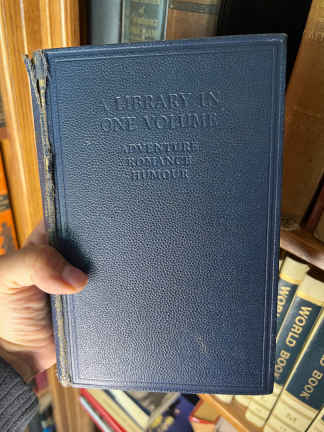 A LIBRARY IN
ONE VOLUME
ADVENTURE
ROMANCE
HUMOUR
WORLD BOOK
WORLD BOOK